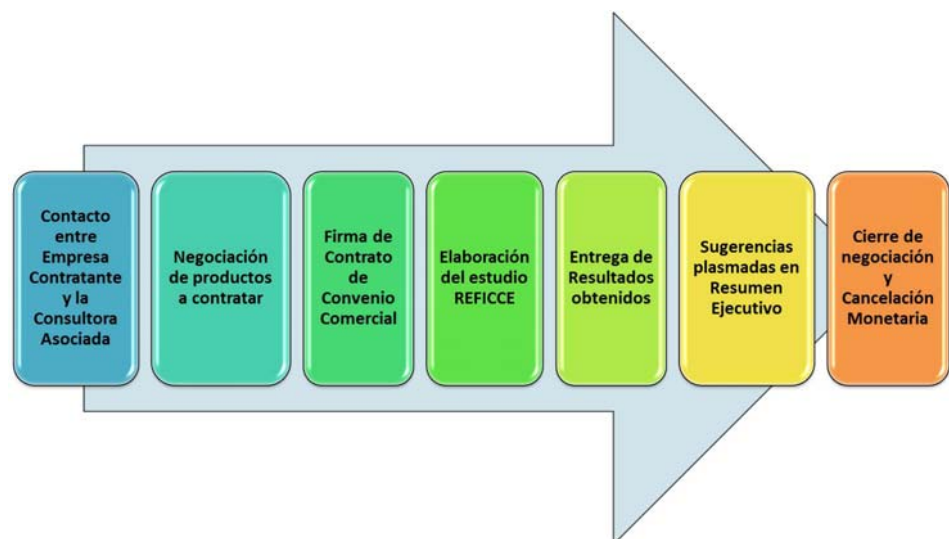 Contacto
entre
Empresa
Contratante
y la
Consultora
Asociada
Negociación
de productos
a contratar
Firma de
Contrato
de
Convenio
Comercial
Elaboración
del estudio
REFICCE
Entrega de
Resultados
obtenidos
Sugerencias
plasmadas en
Resumen
Ejecutivo
Cierre de
negociación
y
Cancelación
Monetaria